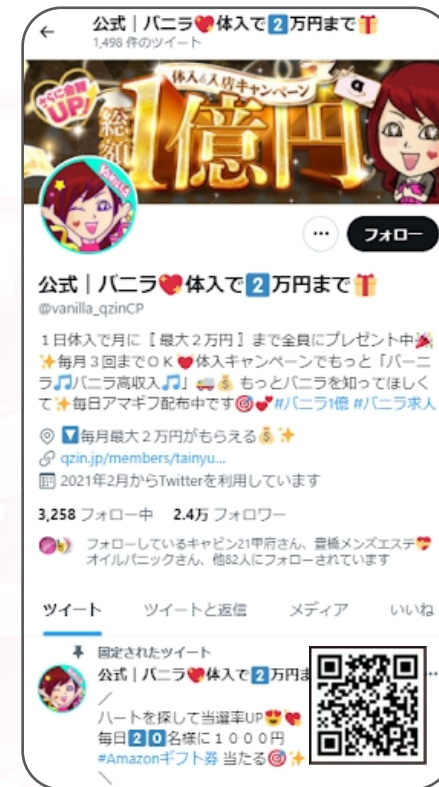 ← 公式｜バニラ💝体入で2️⃣万円まで🎁
1,498 件のツイート
さらに金額UP!
体入&入店キャンペーン
総額1億円
VANILLA
… フォロー
公式｜バニラ💝体入で2️⃣万円まで🎁
@vanilla_qzinCP
1日体入で月に［最大２万円］まで全員にプレゼント中🎉
✨毎月３回までＯＫ❤️体入キャンペーンでもっと「バーニ
ラ🎵バニラ高収入🎵」🚚💰 もっとバニラを知ってほしく
て✨毎日アマギフ配布中です🎯💕#バニラ1億 #バニラ求人
毎月最大２万円がもらえる💰✨
qzin.jp/members/tainyu...
2021年2月からTwitterを利用しています
3,258 フォロー中 2.4万 フォロワー
フォローしているキャビン21甲府さん、豊橋メンズエステ💝
オイルパニックさん、他82人にフォローされています
ツイート ツイートと返信 メディア いいね
固定されたツイート
公式｜バニラ💝体入で2️⃣万円ま
／
ハートを探して当選率UP😍💝
毎日2️⃣0️⃣名様に１０００円
#Amazonギフト券 当たる🎯✨
＼